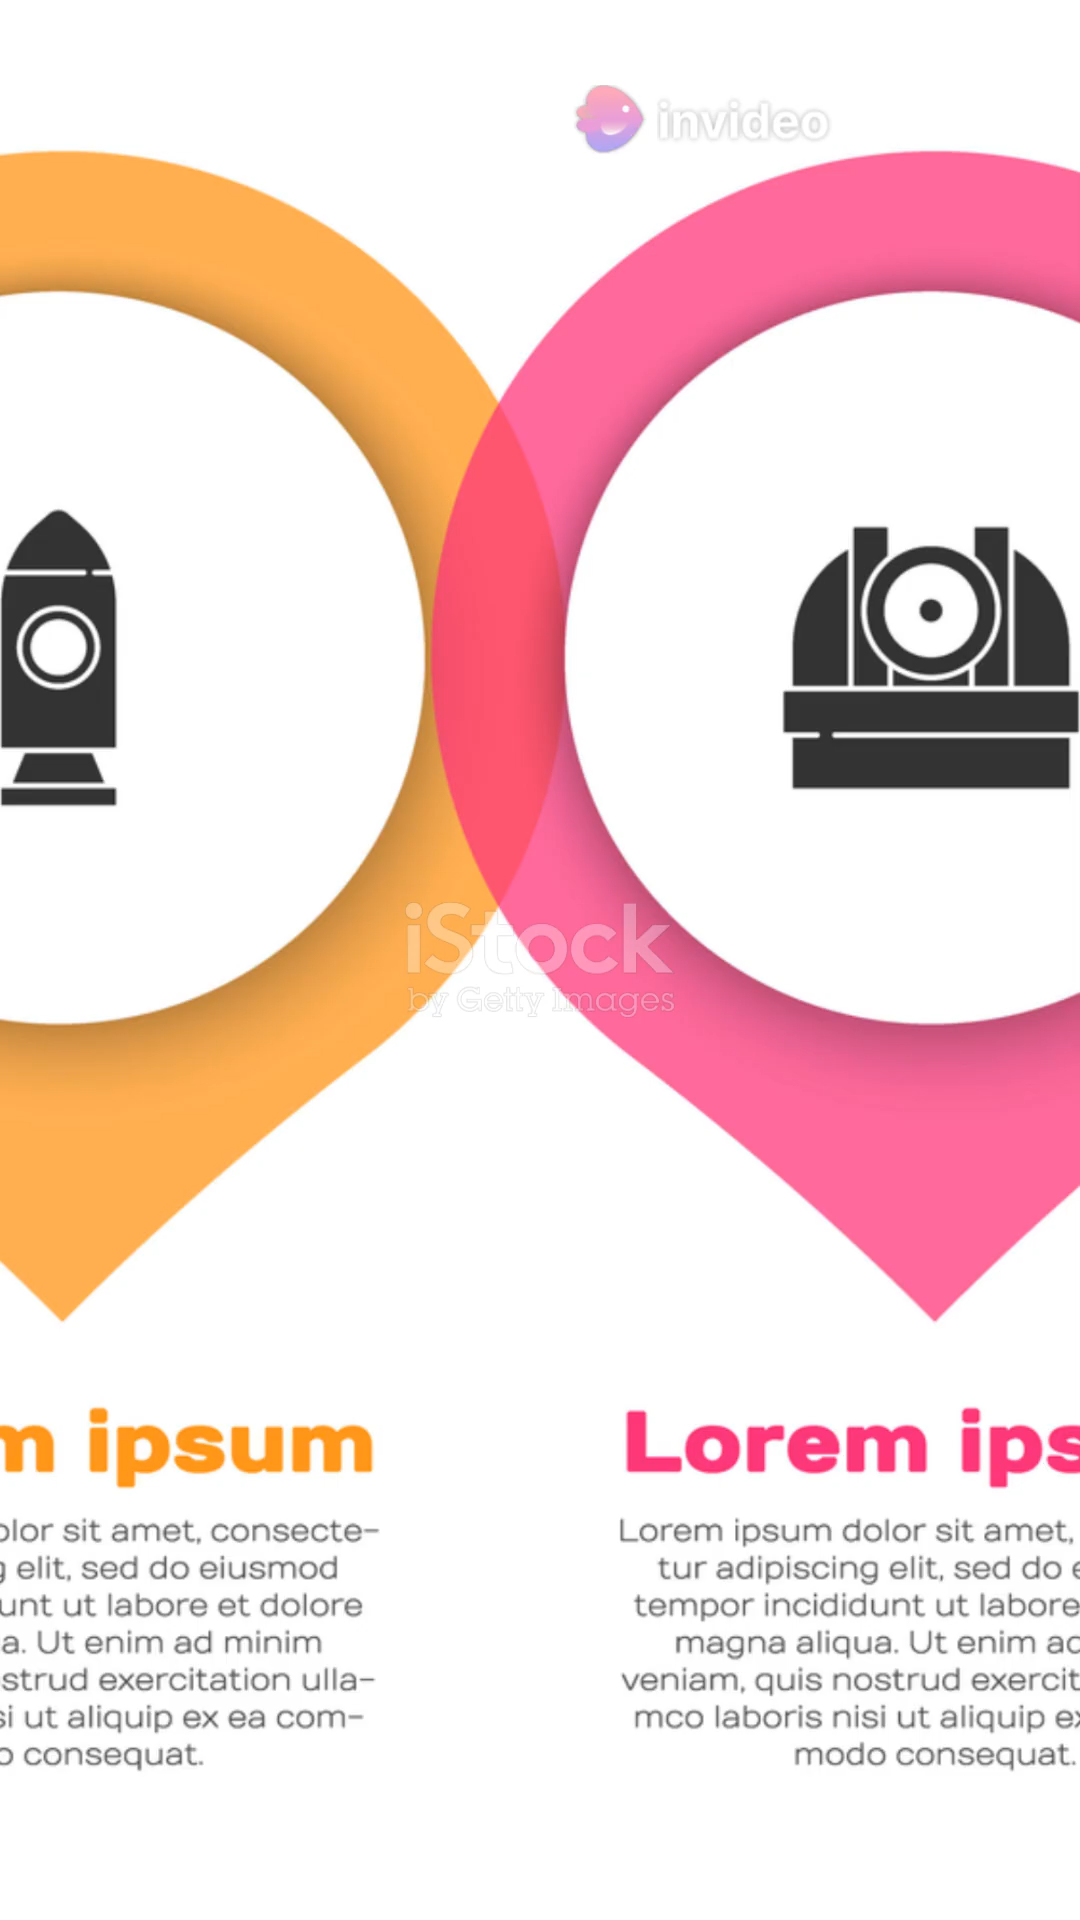 invideo
iStock
by Getty Images
m ipsum
olor sit amet, consecte-
g elit, sed do eiusmod
unt ut labore et dolore
a. Ut enim ad minim
strud exercitation ulla-
si ut aliquip ex ea com-
o consequat.
Lorem ips
Lorem ipsum dolor sit amet,
tur adipiscing elit, sed do e
tempor incididunt ut labore
magna aliqua. Ut enim ad
veniam, quis nostrud exercit
mco laboris nisi ut aliquip ex
modo consequat.